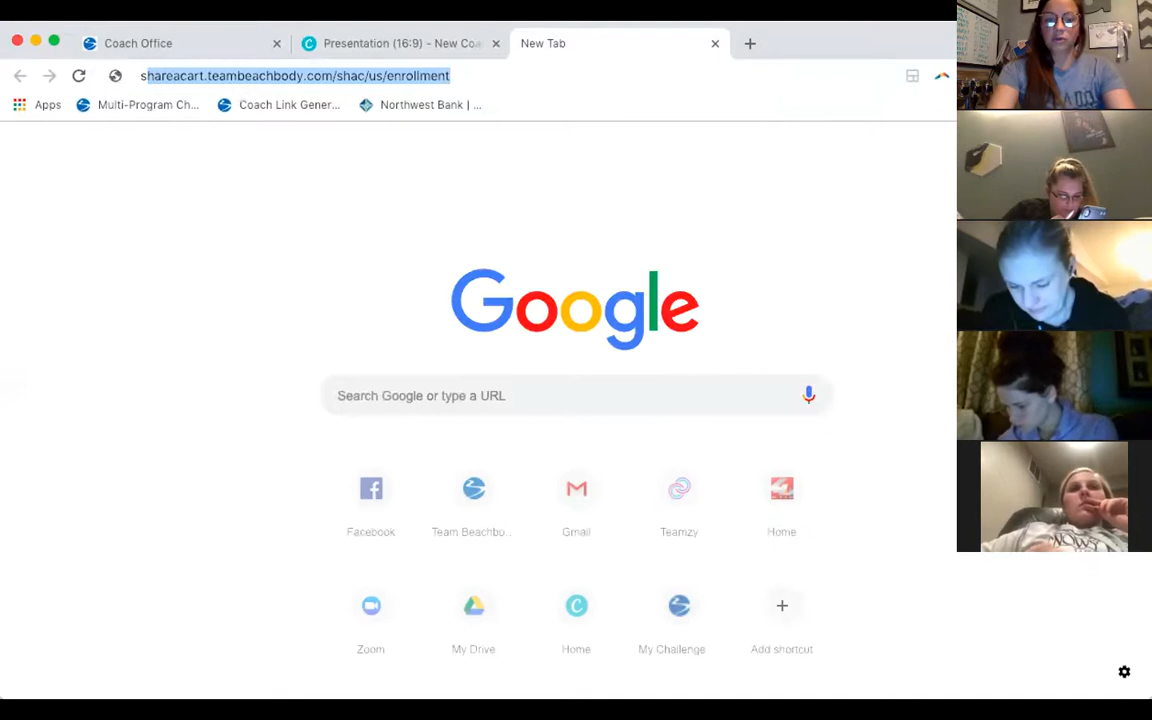 Coach Office
Presentation (16:9) - New Coa
New Tab
shareacart.teambeachbody.com/shac/us/enrollment
Apps
Multi-Program Ch...
Coach Link Gener...
Northwest Bank | ...
Google
Search Google or type a URL
Facebook
Team Beachbo..
Gmail
Teamzy
Home
Zoom
My Drive
Home
My Challenge
Add shortcut